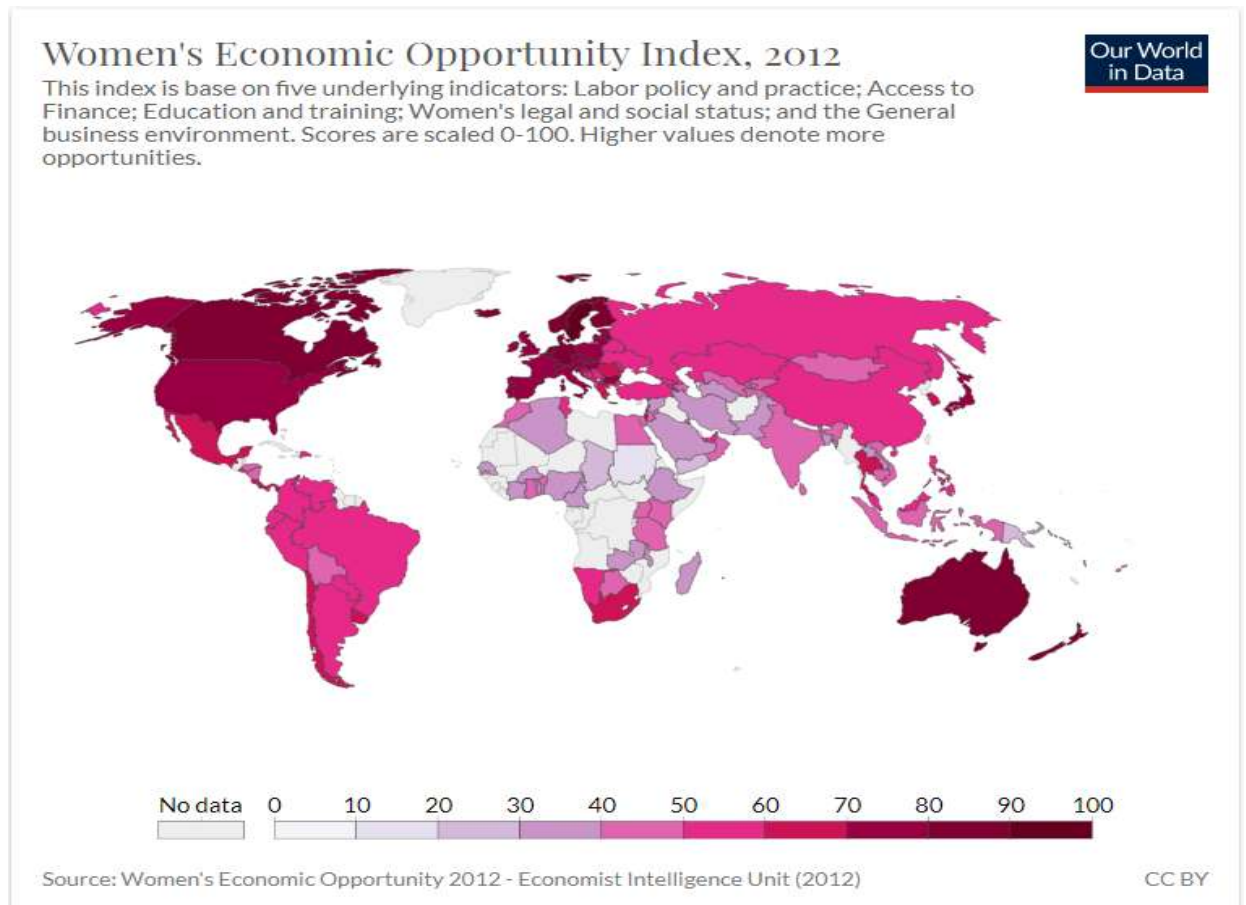 Women's Economic Opportunity Index, 2012
Our World
in Data
This index is base on five underlying indicators: Labor policy and practice; Access to
Finance; Education and training; Women's legal and social status; and the General
business environment. Scores are scaled 0-100. Higher values denote more
opportunities.
No data 0 10 20 30 40 50 60 70 80 90 100
Source: Women's Economic Opportunity 2012 - Economist Intelligence Unit (2012) CC BY